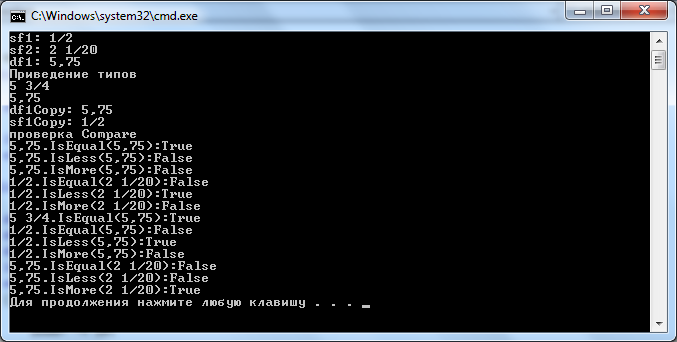 C:\Windows\system32\cmd.exe
sf1: 1/2
sf2: 2 1/20
df1: 5,75
Приведение типов
5 3/4
5,75
df1Copy: 5,75
sf1Copy: 1/2
проверка Compare
5,75.IsEqual(5,75):True
5,75.IsLess(5,75):False
5,75.IsMore(5,75):False
1/2.IsEqual(2 1/20):False
1/2.IsLess(2 1/20):True
1/2.IsMore(2 1/20):False
5 3/4.IsEqual(5,75):True
1/2.IsEqual(5,75):False
1/2.IsLess(5,75):True
1/2.IsMore(5,75):False
5,75.IsEqual(2 1/20):False
5,75.IsLess(2 1/20):False
5,75.IsMore(2 1/20):True
Для продолжения нажмите любую клавишу . . .